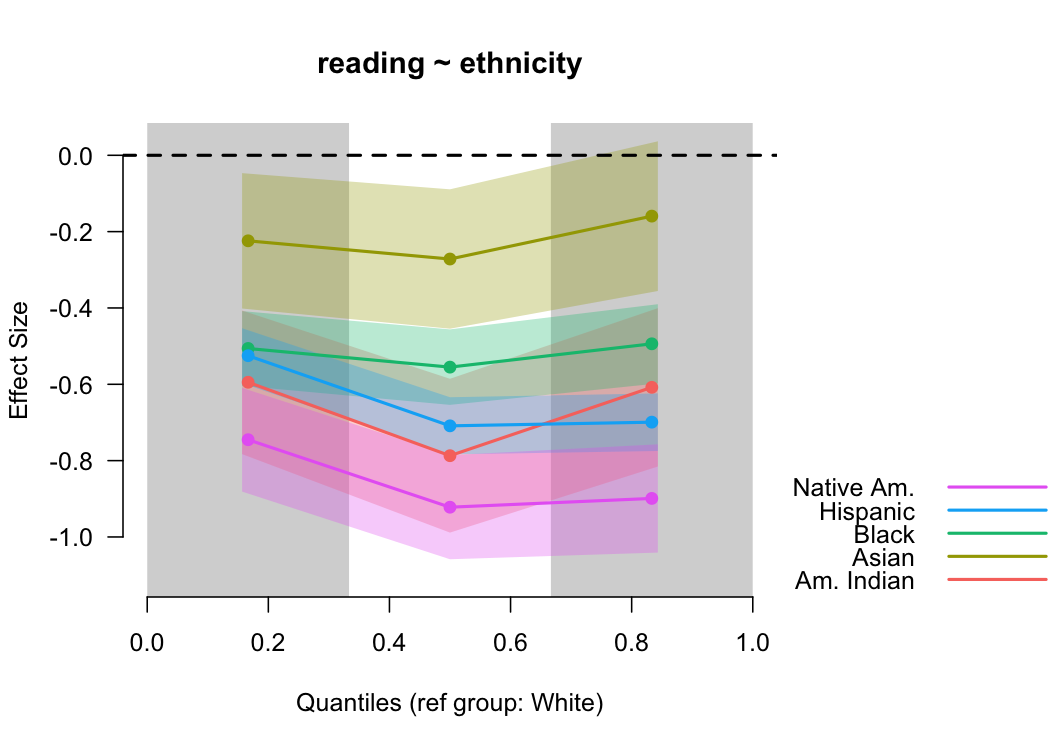 reading ~ ethnicity
0.0
-0.2
-0.4
-0.6
-0.8
-1.0
Effect Size
0.0 0.2 0.4 0.6 0.8 1.0
Quantiles (ref group: White)
Native Am.
Hispanic
Black
Asian
Am. Indian